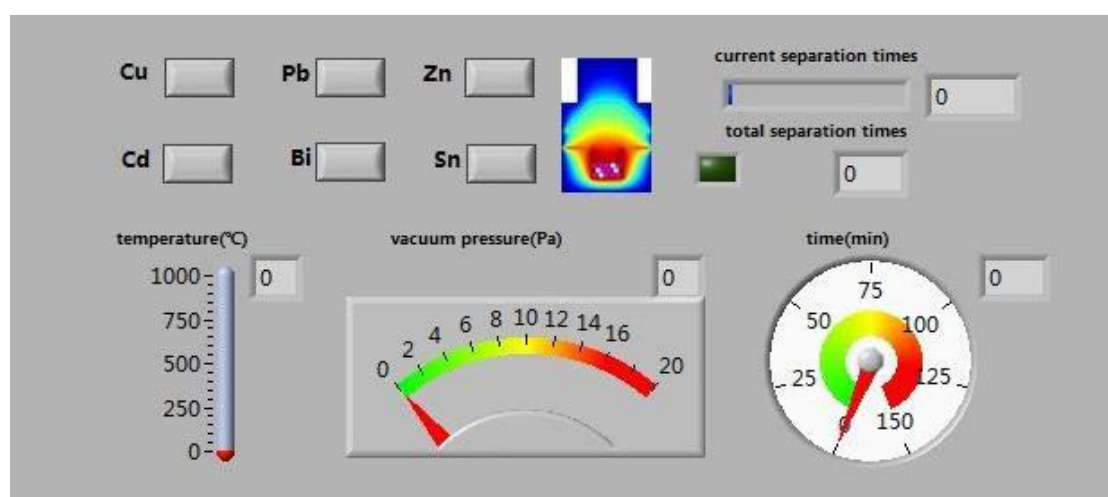 Cu
Pb
Zn
current separation times
0
Cd
Bi
Sn
total separation times
0
temperature(℃)
0
1000
750
500
250
0
vacuum pressure(Pa)
0
0
2
4
6
8
10
12
14
16
20
time(min)
0
0
25
50
75
100
125
150